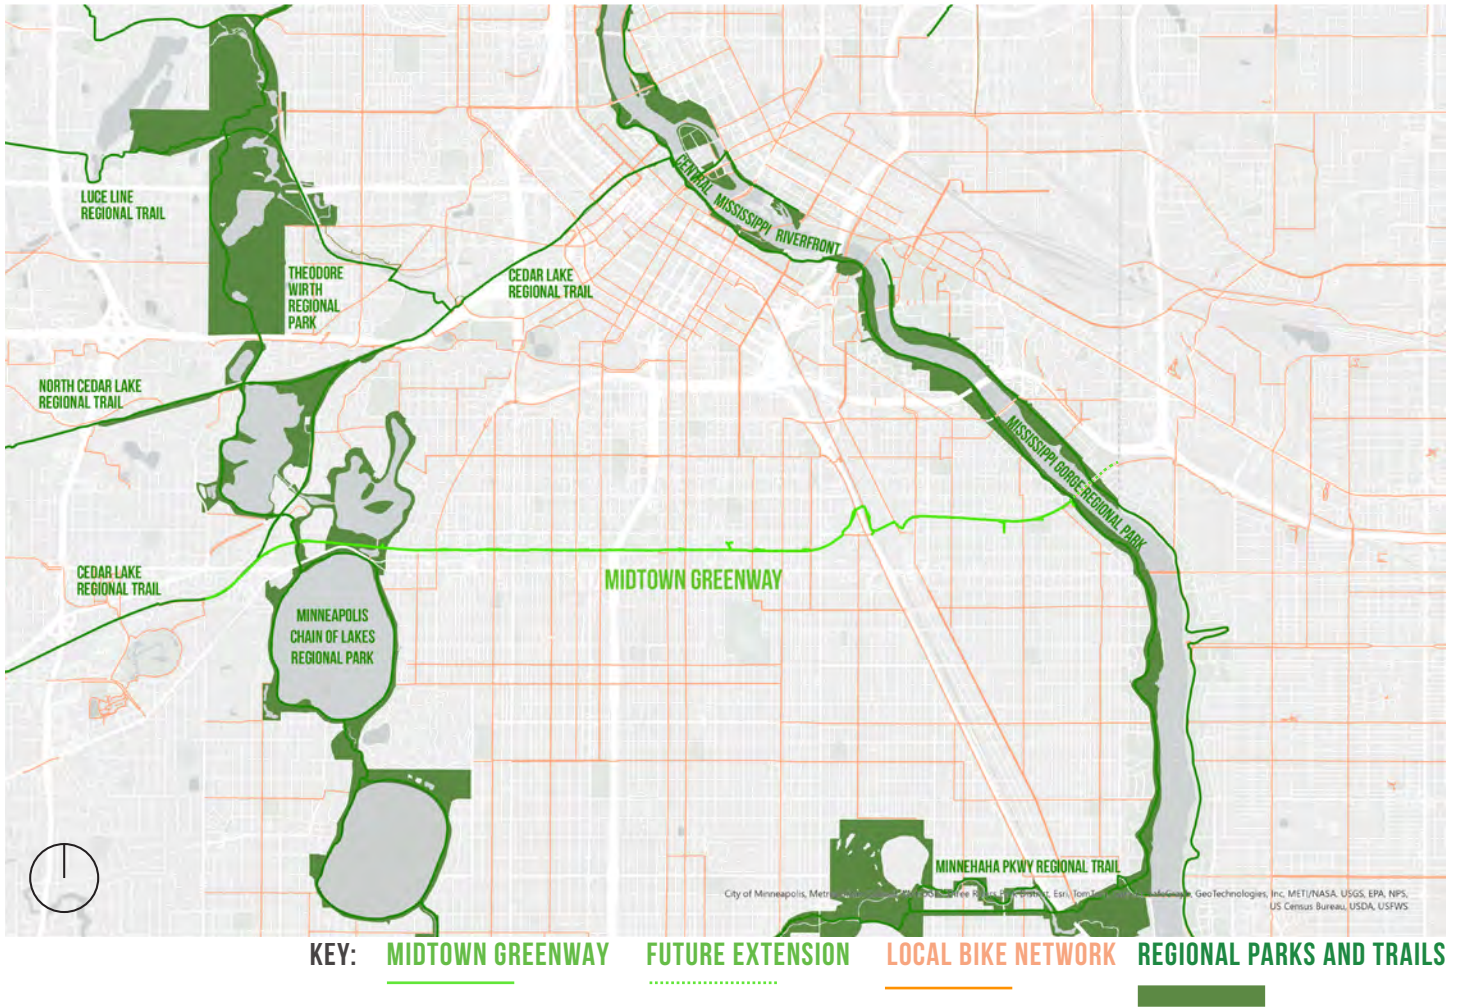 LUCE LINE
REGIONAL TRAIL
THEODORE
WIRTH
REGIONAL
PARK
CEDAR LAKE
REGIONAL TRAIL
CENTRAL MISSISSIPPI RIVERFRONT
NORTH CEDAR LAKE
REGIONAL TRAIL
MISSISSIPPI GORGE REGIONAL PARK
CEDAR LAKE
REGIONAL TRAIL
MIDTOWN GREENWAY
MINNEAPOLIS
CHAIN OF LAKES
REGIONAL PARK
MINNEHAHA PKWY REGIONAL TRAIL
City of Minneapolis, Esri, GeoTechnologies, Inc, METI/NASA, USGS, EPA, NPS,
US Census Bureau, USDA, USFWS
KEY: MIDTOWN GREENWAY FUTURE EXTENSION LOCAL BIKE NETWORK REGIONAL PARKS AND TRAILS